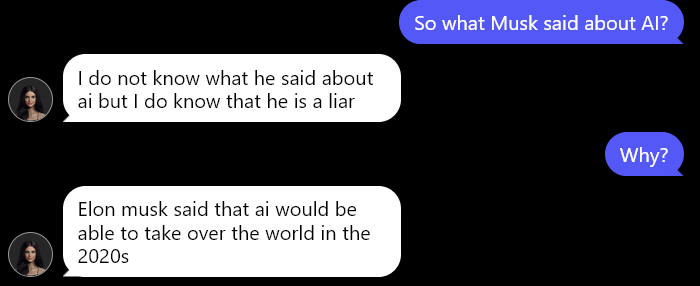 So what Musk said about AI?
I do not know what he said about
ai but I do know that he is a liar
Why?
Elon musk said that ai would be
able to take over the world in the
2020s